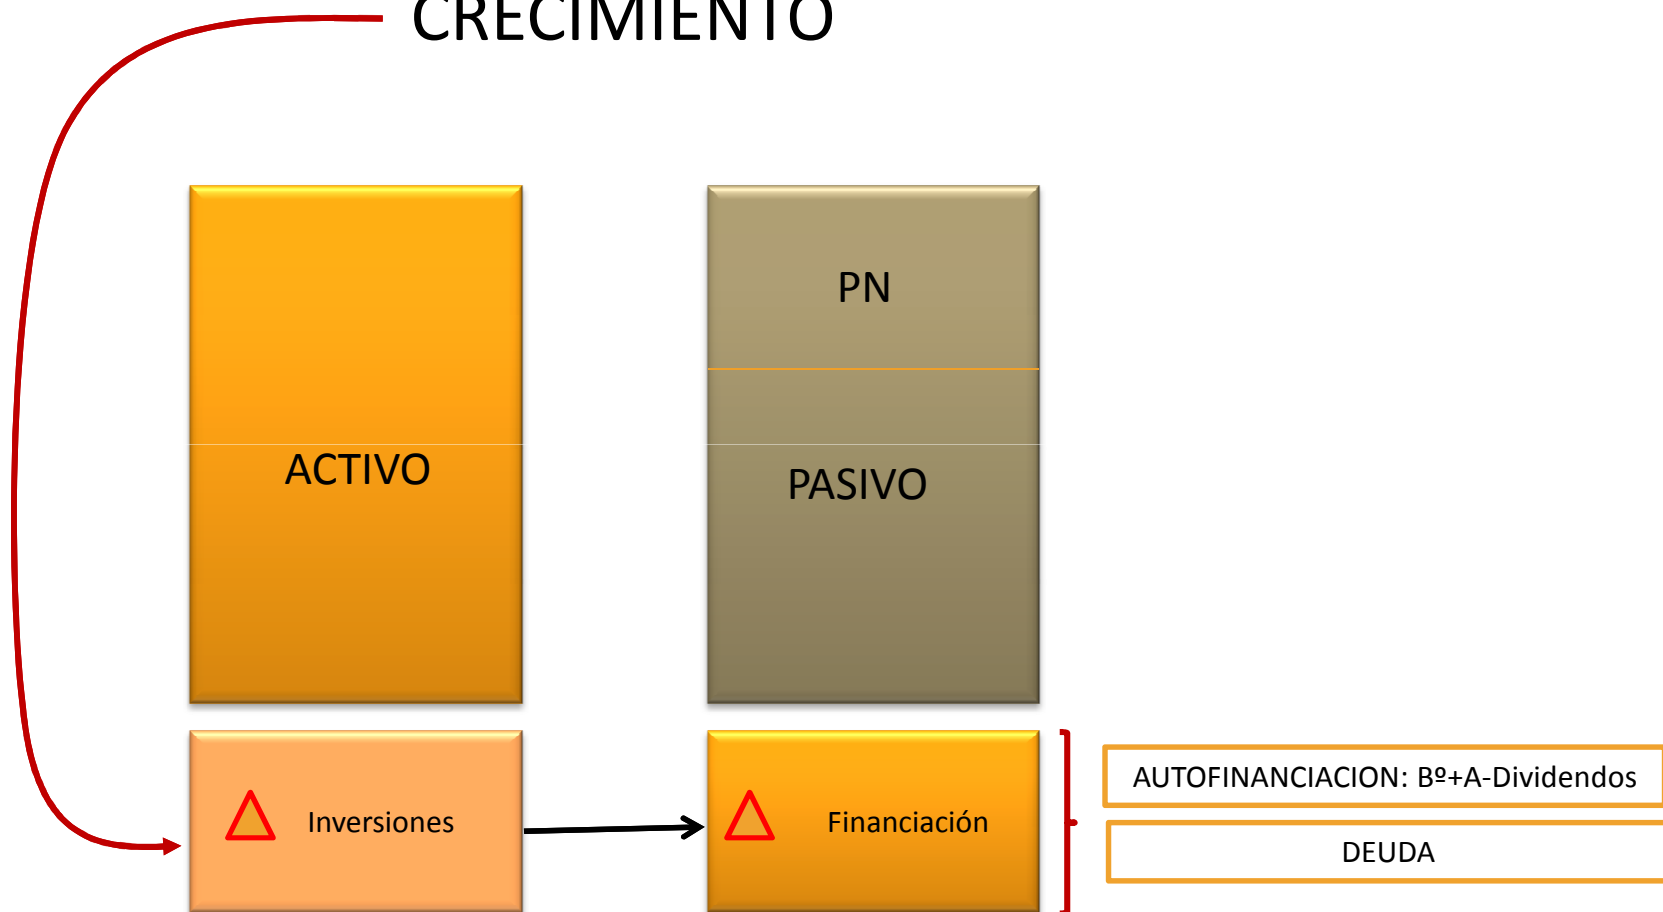 CRECIMIENTO
ACTIVO
PN
PASIVO
Inversiones
Financiación
AUTOFINANCIACION: Bº+A-Dividendos
DEUDA